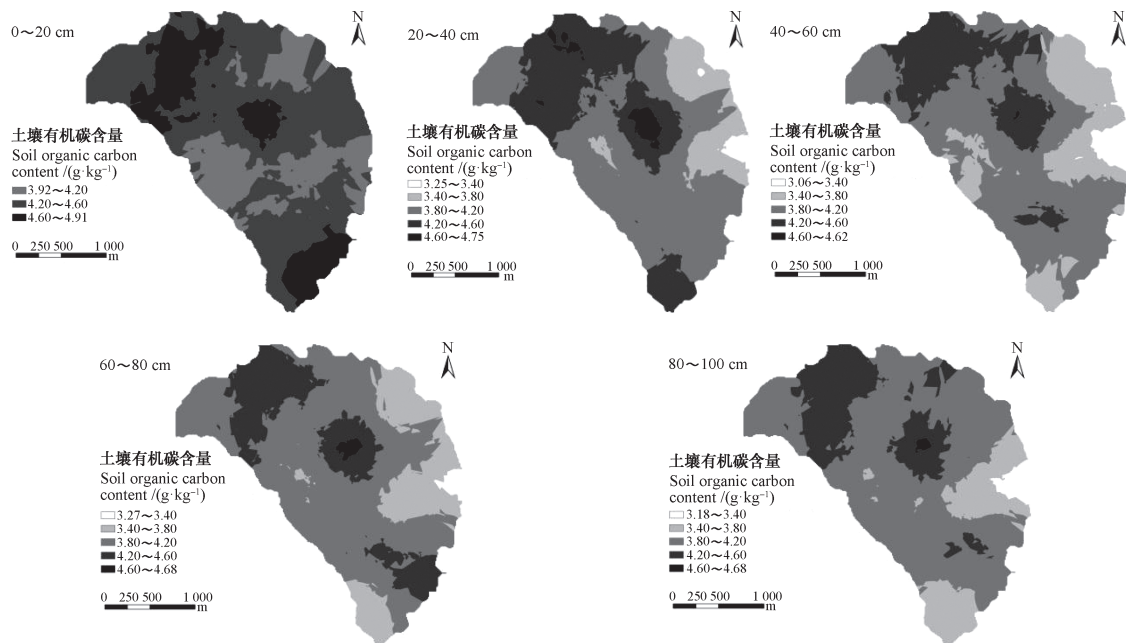 0～20 cm
N
土壤有机碳含量
Soil organic carbon
content /(g·kg⁻¹)
3.92～4.20
4.20～4.60
4.60～4.91
0 250 500 1 000
m
20～40 cm
N
土壤有机碳含量
Soil organic carbon
content /(g·kg⁻¹)
3.25～3.40
3.40～3.80
3.80～4.20
4.20～4.60
4.60～4.75
0 250 500 1 000
m
40～60 cm
N
土壤有机碳含量
Soil organic carbon
content /(g·kg⁻¹)
3.06～3.40
3.40～3.80
3.80～4.20
4.20～4.60
4.60～4.62
0 250 500 1 000
m
60～80 cm
N
土壤有机碳含量
Soil organic carbon
content /(g·kg⁻¹)
3.27～3.40
3.40～3.80
3.80～4.20
4.20～4.60
4.60～4.68
0 250 500 1 000
m
80～100 cm
N
土壤有机碳含量
Soil organic carbon
content /(g·kg⁻¹)
3.18～3.40
3.40～3.80
3.80～4.20
4.20～4.60
4.60～4.68
0 250 500 1 000
m